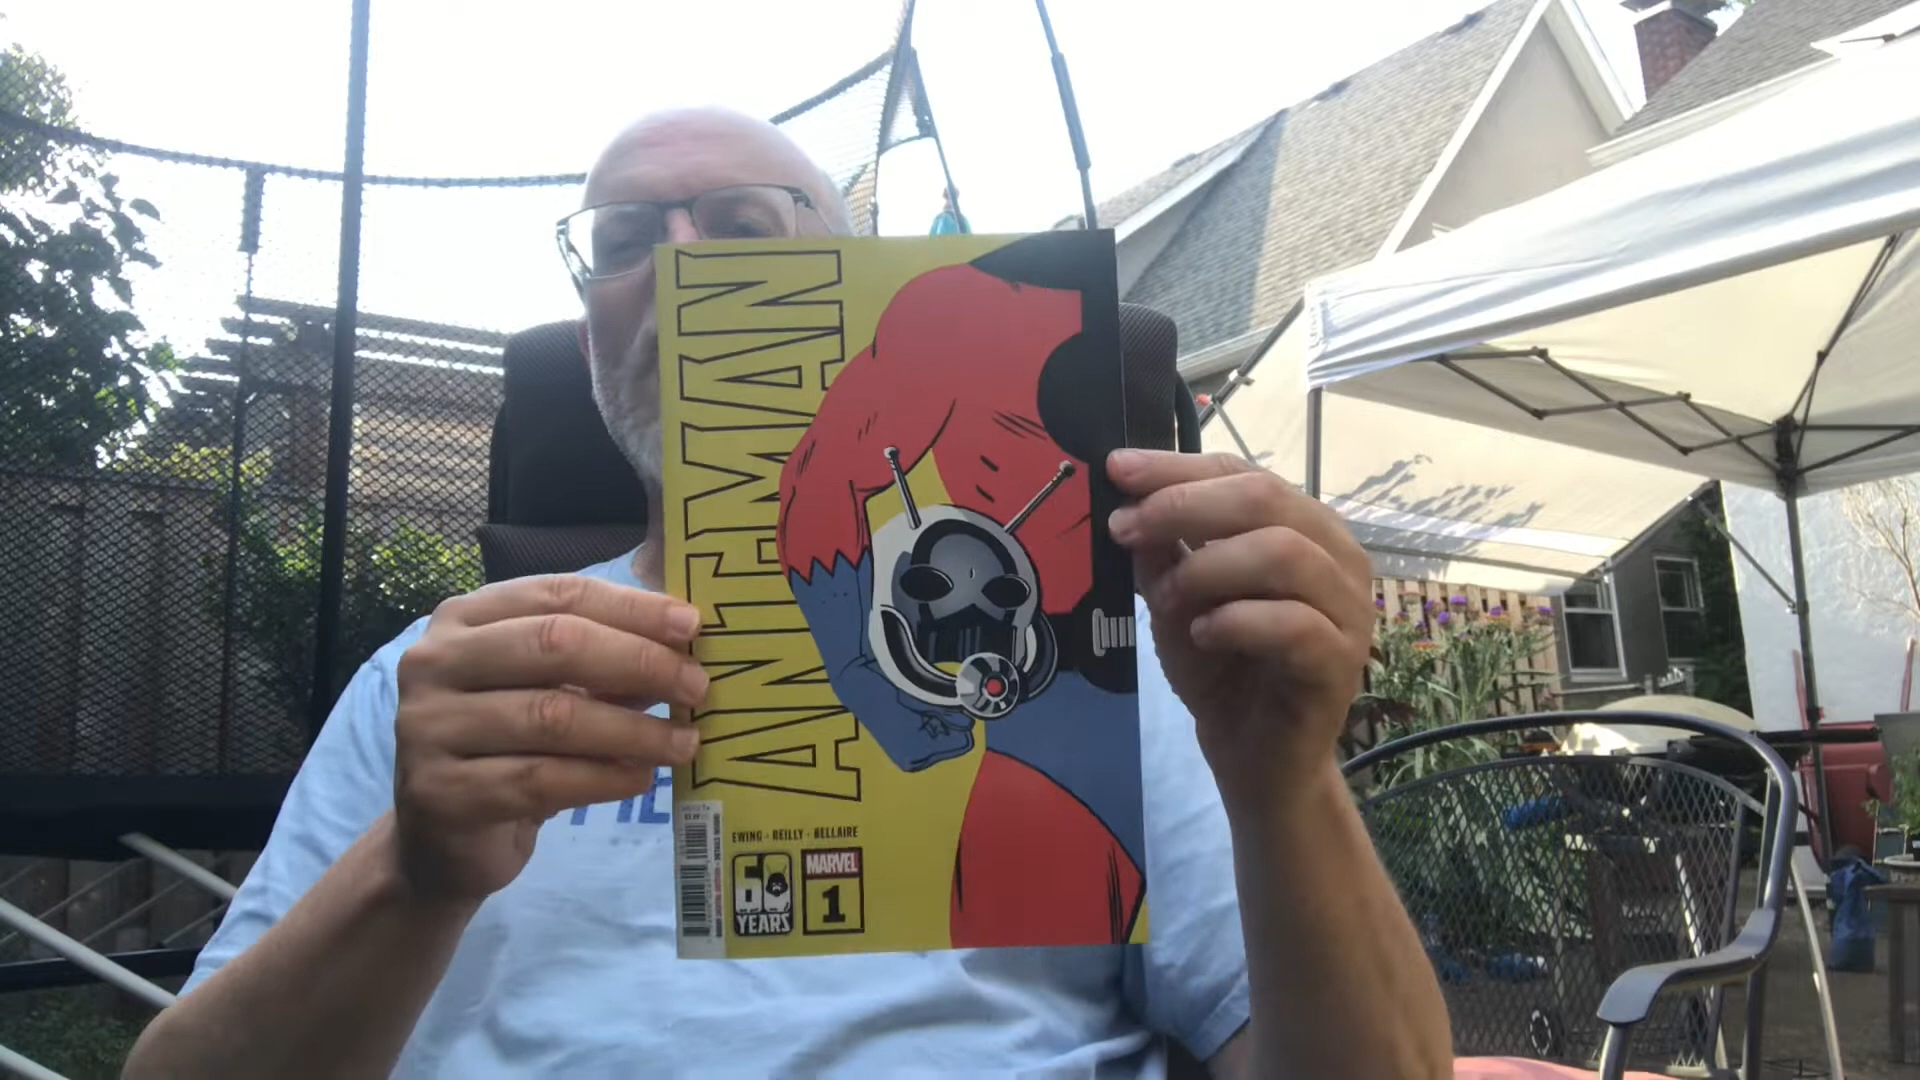 ANT-MAN
EWING · REILLY · BELLAIRE
60
YEARS
MARVEL
1